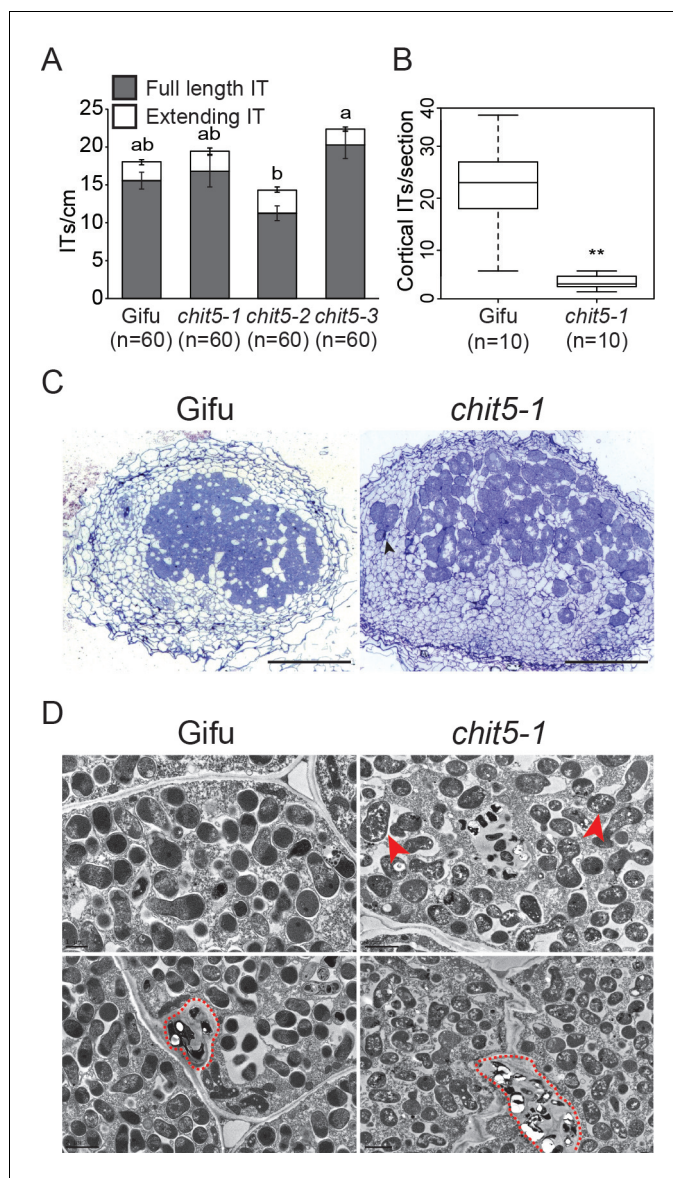 A
Full length IT
Extending IT
25
20
15
10
5
0
ITs/cm
ab
ab
b
a
Gifu chit5-1 chit5-2 chit5-3
(n=60) (n=60) (n=60) (n=60)
B
40
30
20
10
0
Cortical ITs/section
**
Gifu chit5-1
(n=10) (n=10)
C
Gifu chit5-1
D
Gifu chit5-1